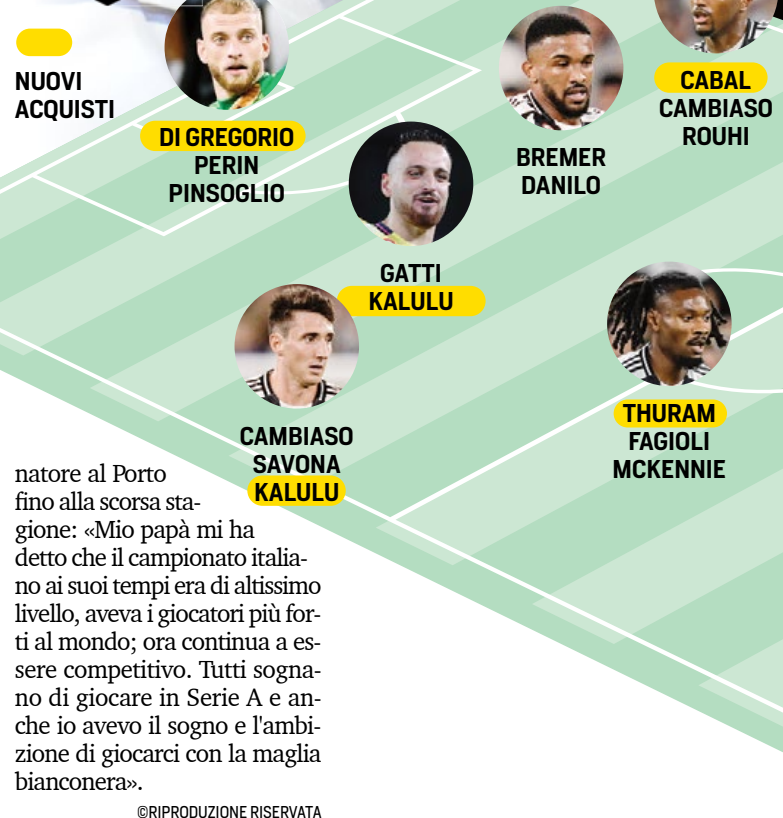 NUOVI
ACQUISTI
DI GREGORIO
PERIN
PINSOGLIO
BREMER
DANILO
CABAL
CAMBIASO
ROUHI
GATTI
KALULU
CAMBIASO
SAVONA
KALULU
THURAM
FAGIOLI
MCKENNIE
natore al Porto
fino alla scorsa sta-
gione: «Mio papà mi ha
detto che il campionato italia-
no ai suoi tempi era di altissimo
livello, aveva i giocatori più for-
ti al mondo; ora continua a es-
sere competitivo. Tutti sogna-
no di giocare in Serie A e an-
che io avevo il sogno e l'ambi-
zione di giocarci con la maglia
bianconera».
©RIPRODUZIONE RISERVATA